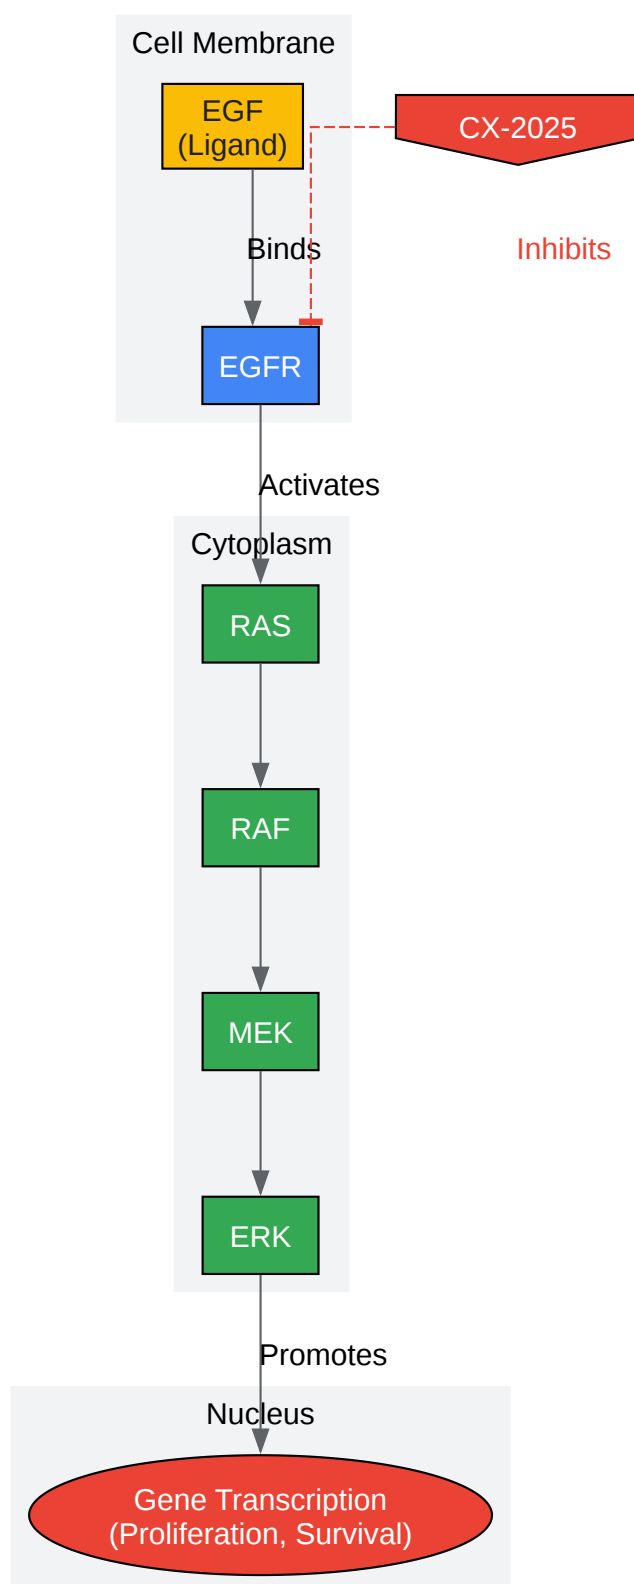 Cell Membrane
EGF
(Ligand)
CX-2025
Binds
Inhibits
EGFR
Activates
Cytoplasm
RAS
RAF
MEK
ERK
Promotes
Nucleus
Gene Transcription
(Proliferation, Survival)